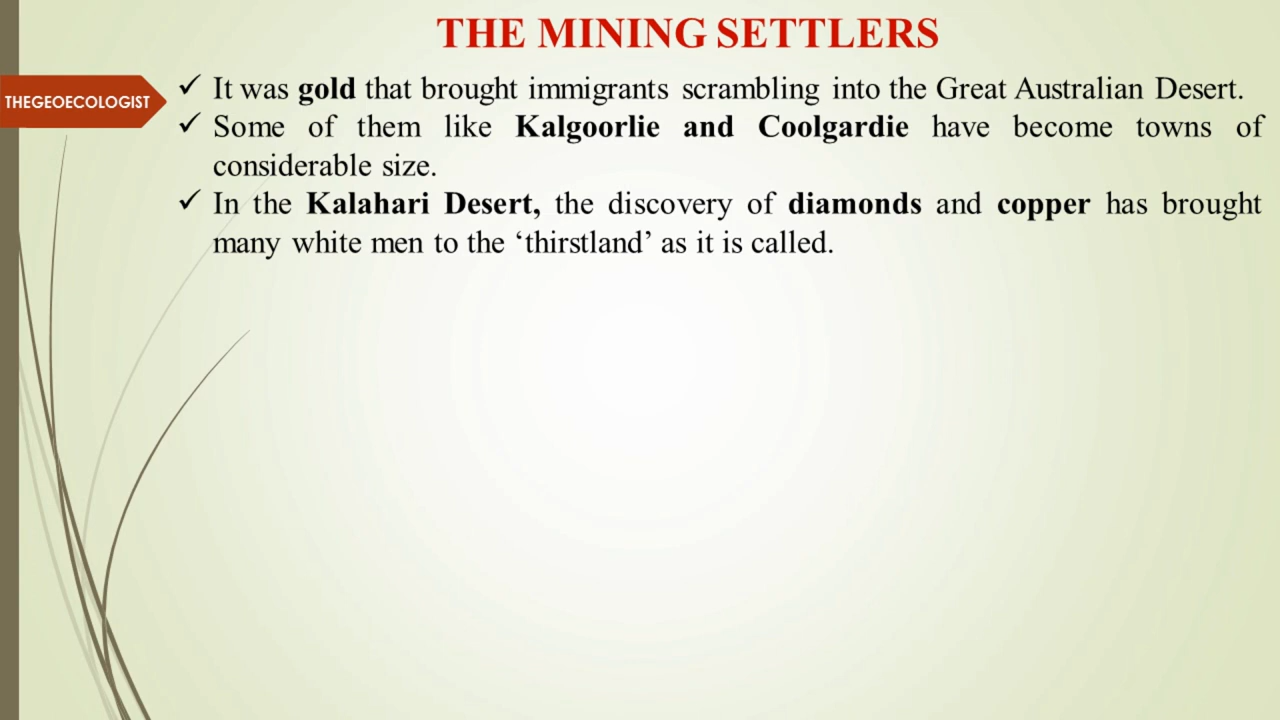 THE MINING SETTLERS
THEGEOECOLOGIST
✓ It was gold that brought immigrants scrambling into the Great Australian Desert.
✓ Some of them like Kalgoorlie and Coolgardie have become towns of
considerable size.
✓ In the Kalahari Desert, the discovery of diamonds and copper has brought
many white men to the ‘thirstland’ as it is called.